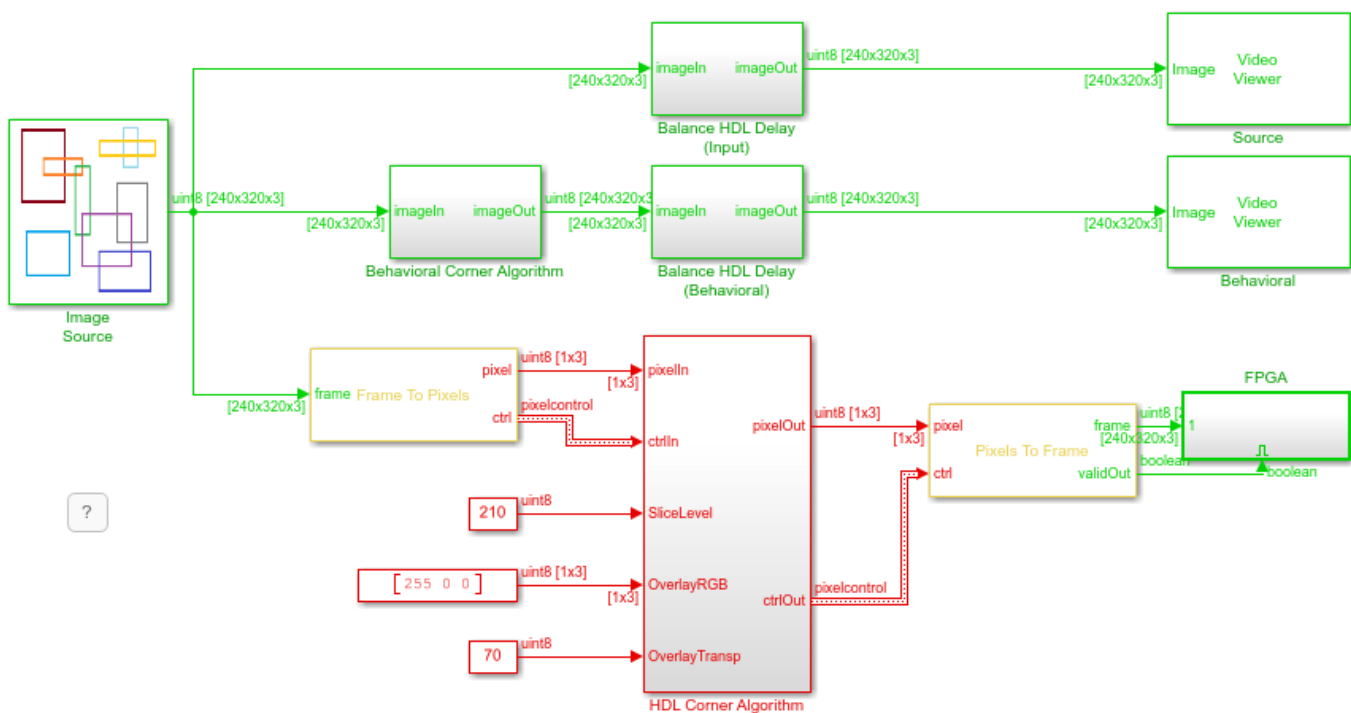 imageIn
imageOut
uint8 [240x320x3]
[240x320x3]
[240x320x3]
Image
Video
Viewer
Balance HDL Delay
(Input)
Source
uint8 [240x320x3]
[240x320x3]
imageIn
imageOut
uint8 [240x320x3]
[240x320x3]
imageIn
imageOut
uint8 [240x320x3]
[240x320x3]
Image
Video
Viewer
Behavioral Corner Algorithm
Balance HDL Delay
(Behavioral)
Behavioral
Image
Source
[240x320x3]
frame
Frame To Pixels
pixel
ctrl
uint8 [1x3]
[1x3]
pixelcontrol
pixelIn
ctrlIn
SliceLevel
OverlayRGB
OverlayTransp
pixelOut
ctrlOut
HDL Corner Algorithm
210
uint8
[255 0 0]
uint8 [1x3]
[1x3]
70
uint8
uint8 [1x3]
[1x3]
pixelcontrol
pixel
ctrl
Pixels To Frame
frame
validOut
uint8
[240x320x3]
boolean
boolean
FPGA
1
?